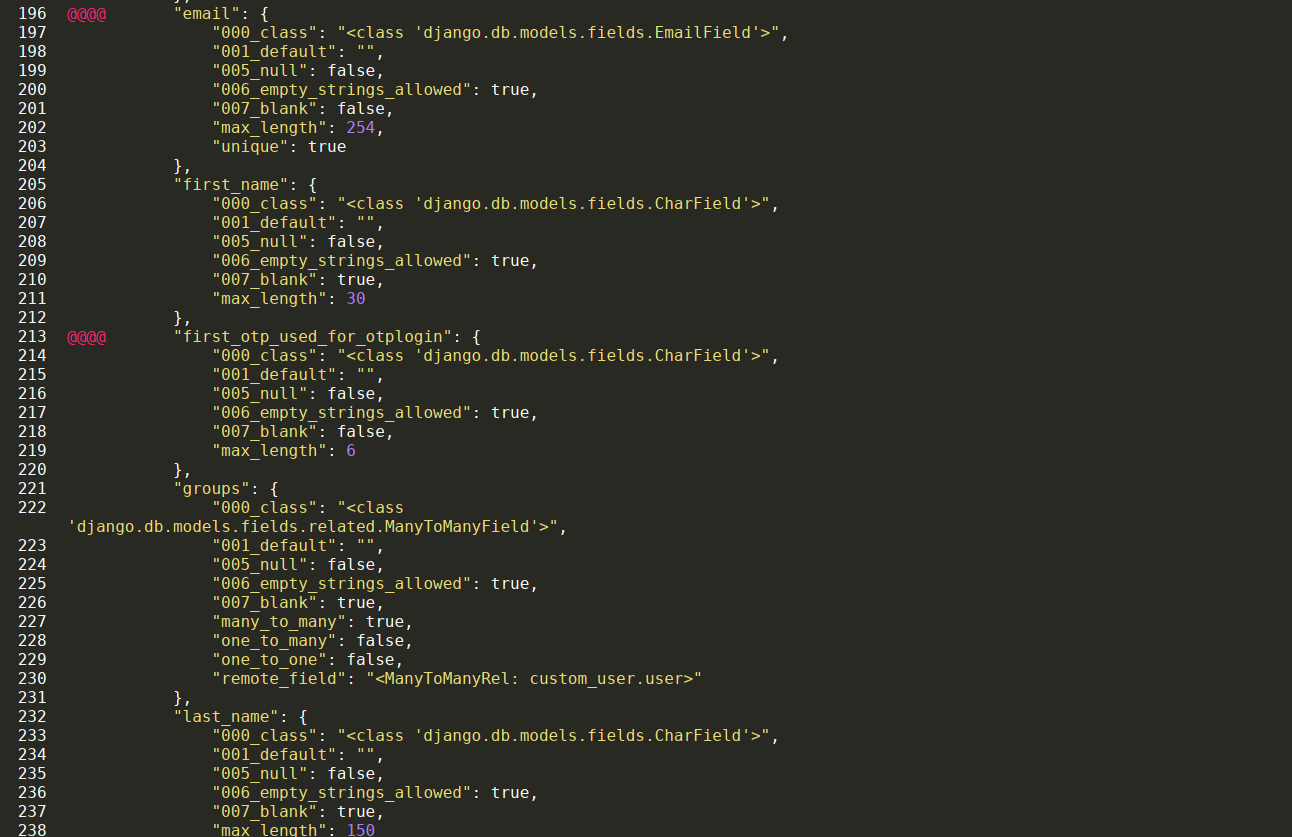 },
196 @@@@ "email": {
197 "000_class": "<class 'django.db.models.fields.EmailField'>",
198 "001_default": "",
199 "005_null": false,
200 "006_empty_strings_allowed": true,
201 "007_blank": false,
202 "max_length": 254,
203 "unique": true
204 },
205 "first_name": {
206 "000_class": "<class 'django.db.models.fields.CharField'>",
207 "001_default": "",
208 "005_null": false,
209 "006_empty_strings_allowed": true,
210 "007_blank": true,
211 "max_length": 30
212 },
213 @@@@ "first_otp_used_for_otplogin": {
214 "000_class": "<class 'django.db.models.fields.CharField'>",
215 "001_default": "",
216 "005_null": false,
217 "006_empty_strings_allowed": true,
218 "007_blank": false,
219 "max_length": 6
220 },
221 "groups": {
222 "000_class": "<class
'django.db.models.fields.related.ManyToManyField'>",
223 "001_default": "",
224 "005_null": false,
225 "006_empty_strings_allowed": true,
226 "007_blank": true,
227 "many_to_many": true,
228 "one_to_many": false,
229 "one_to_one": false,
230 "remote_field": "<ManyToManyRel: custom_user.user>"
231 },
232 "last_name": {
233 "000_class": "<class 'django.db.models.fields.CharField'>",
234 "001_default": "",
235 "005_null": false,
236 "006_empty_strings_allowed": true,
237 "007_blank": true,
238 "max_length": 150